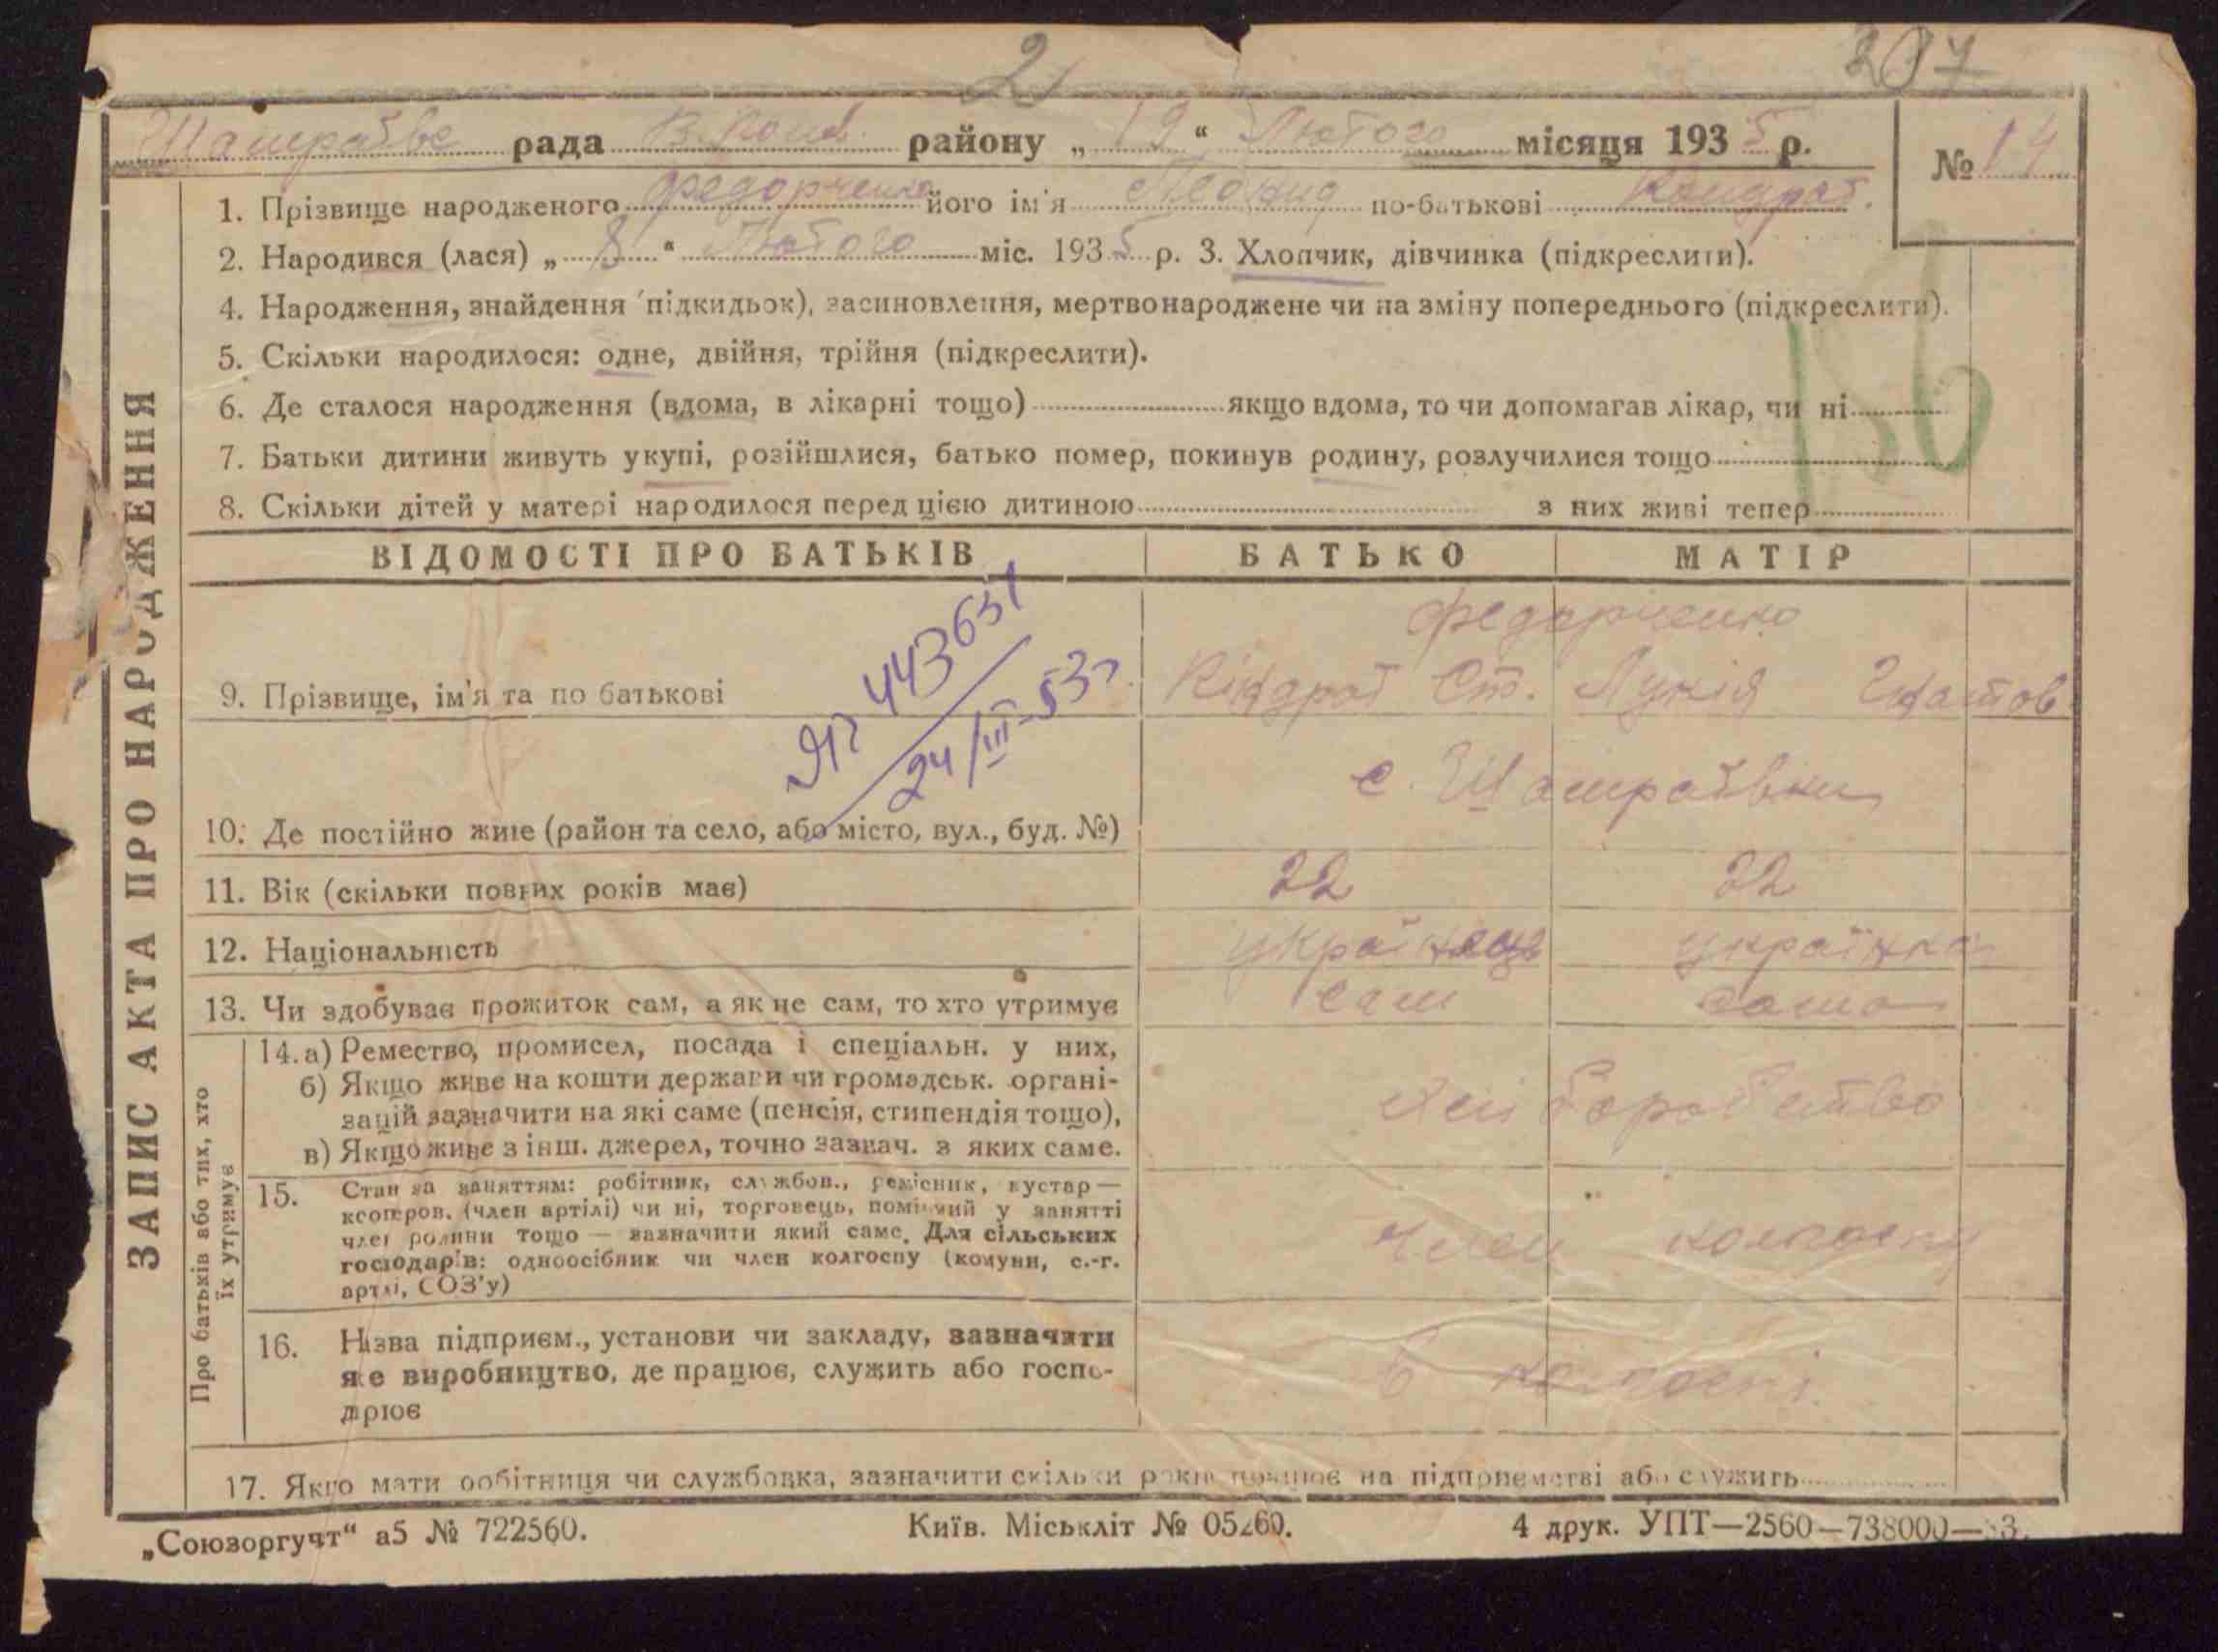 2
207
Шамраївс рада В. Полов. району „19“ Лютого місяця 1935 р.
№ 14
1. Прізвище народженого Федорченко його ім'я Леонид по-батькові Кондрат.
2. Народився (лася) „8“ Лютого міс. 1935 р. 3. Хлопчик, дівчинка (підкреслити).
4. Народження, знайдення (підкидьок), засиновлення, мертвонароджене чи на зміну попереднього (підкреслити).
5. Скільки народилося: одне, двійня, трійня (підкреслити).
6. Де сталося народження (вдома, в лікарні тощо) якщо вдома, то чи допомагав лікар, чи ні
7. Батьки дитини живуть укупі, розійшлися, батько помер, покинув родину, розлучилися тощо
8. Скільки дітей у матері народилося перед цією дитиною з них живі тепер
ЗАПИС АКТА ПРО НАРОДЖЕННЯ
ВІДОМОСТІ ПРО БАТЬКІВ БАТЬКО МАТІР
Федорченко
9. Прізвище, ім'я та по батькові Кіндрат Ст. Лукія
443651
24/III-53г.
10. Де постійно живе (район та село, або місто, вул., буд. №) с. Шамраївки
11. Вік (скільки повних років має) 22 22
12. Національність українець українка
13. Чи здобуває прожиток сам, а як не сам, то хто утримує сам сама
Про батьків або тих, хто
їх утримує
14. а) Ремество, промисел, посада і спеціальн. у них,
б) Якщо живе на кошти держави чи громадськ. органі-
зацій зазначити на які саме (пенсія, стипендія тощо),
в) Якщо живе з інш. джерел, точно зазнач. з яких саме.
хліборобство
15. Стан за заняттям: робітник, службов., ремісник, кустар —
кооперов. (член артілі) чи ні, торговець, помічний у занятті
член родини тощо — зазначити який саме. Для сільських
господарів: одноосібник чи член колгоспу (комуни, с.-г.
артілі, СОЗ'у)
член колгоспу
16. Назва підприєм., установи чи закладу, зазначати
яке виробництво, де працює, служить або госпо-
дарює
в колгоспі
17. Якщо мати робітниця чи службовка, зазначити скільки років працює на підприємстві або служить
„Союзоргучт“ а5 № 722560. Київ. Міськліт № 05260. 4 друк. УПТ—2560—738000—33.